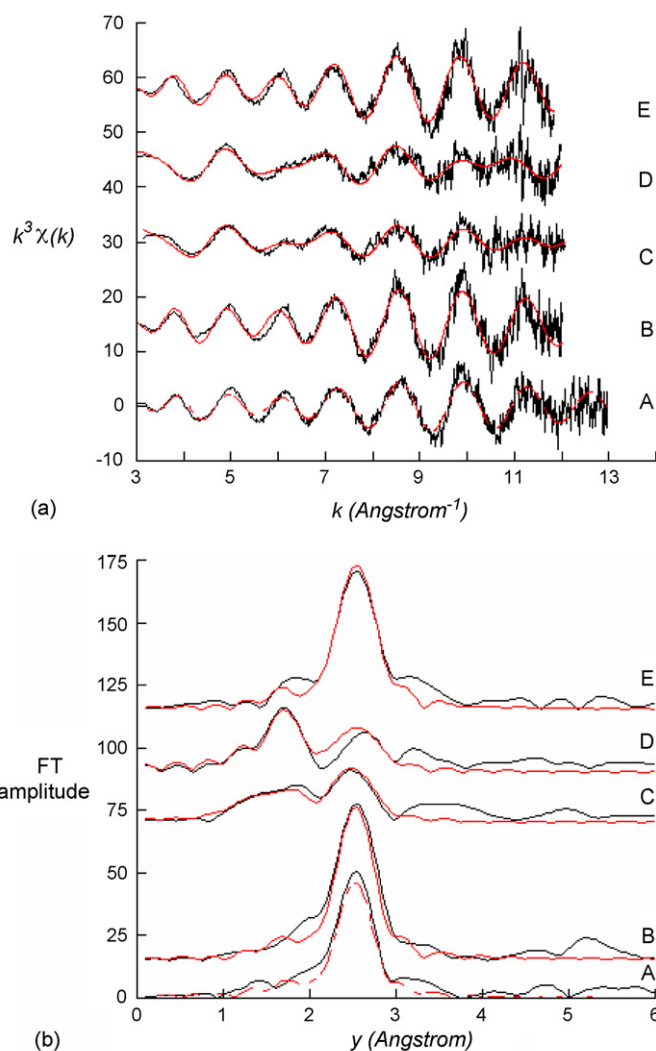 70
60
50
40
30
20
10
0
-10
k³χ(k)
E
D
C
B
A
3 5 7 9 11 13
k (Angstrom⁻¹)
(a)
175
150
125
100
75
50
25
0
FT
amplitude
E
D
C
B
A
0 1 2 3 4 5 6
y (Angstrom)
(b)